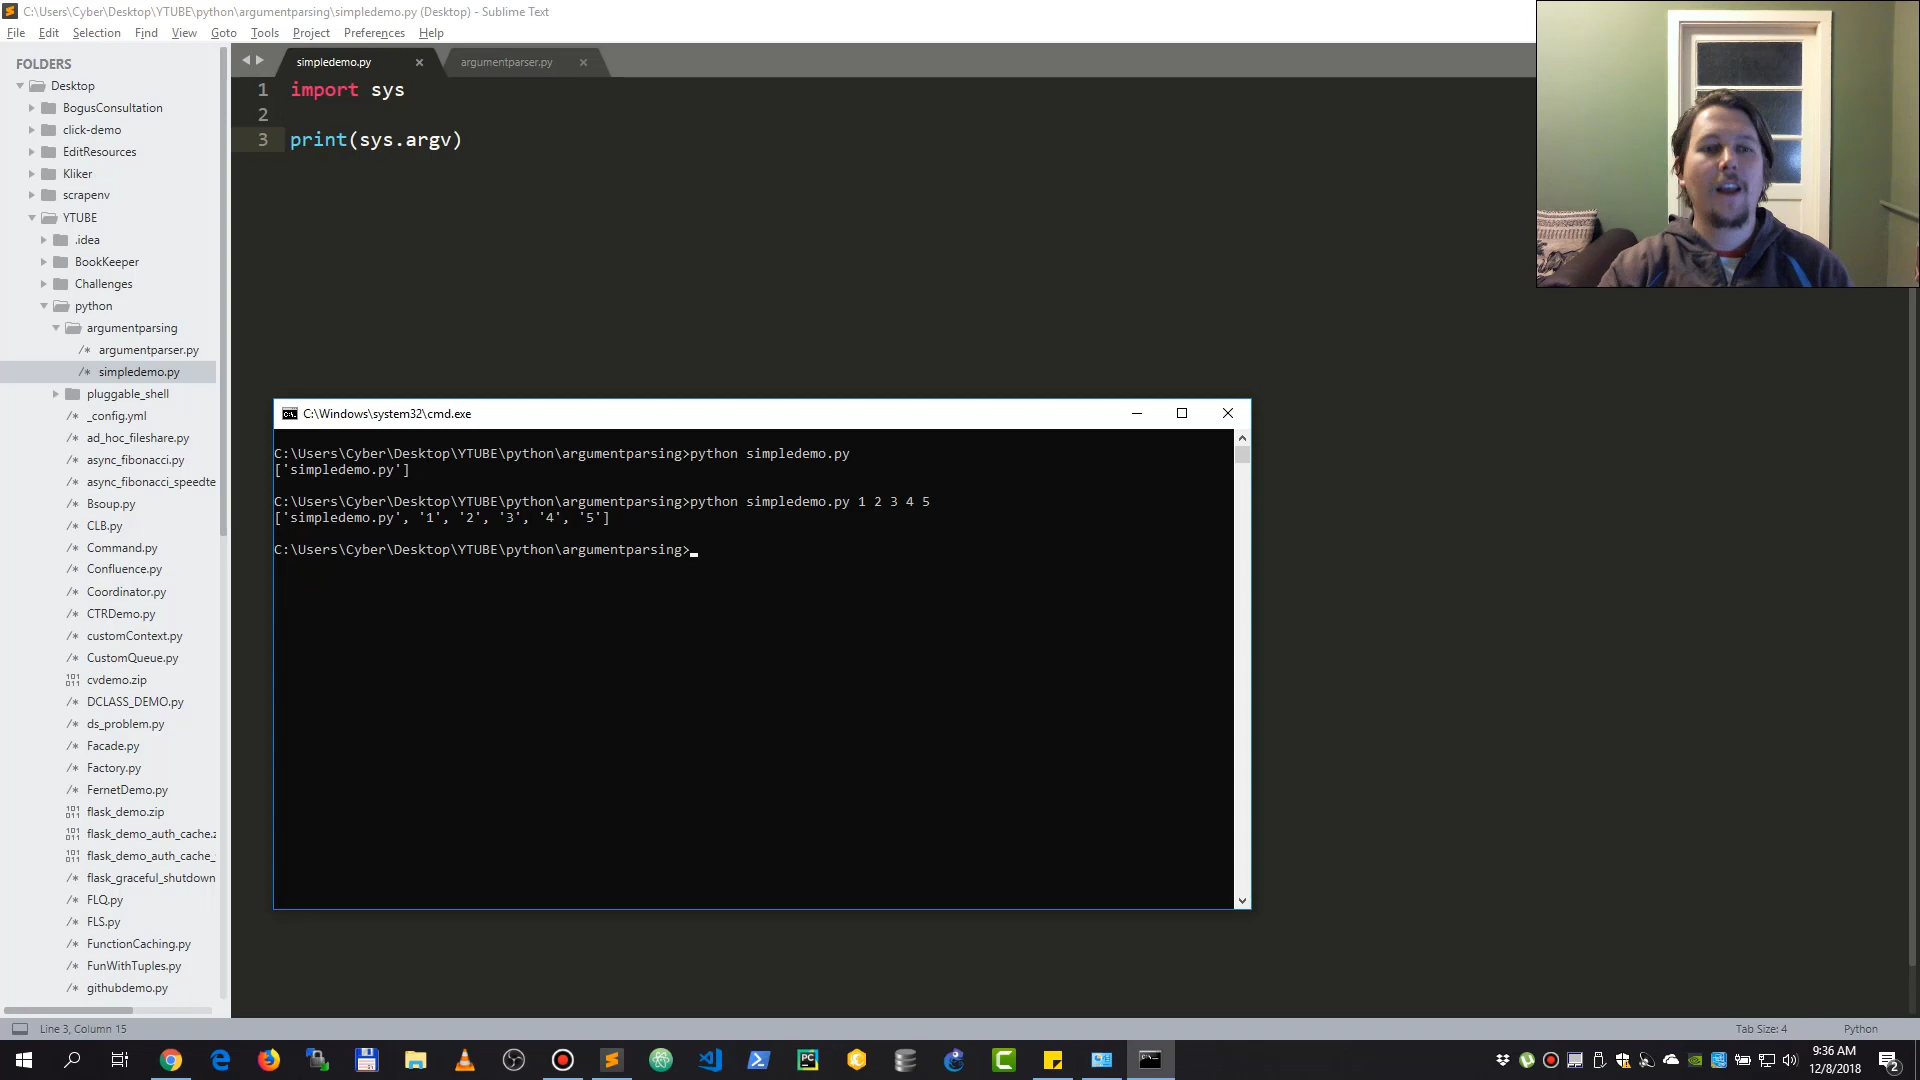 C:\Users\Cyber\Desktop\YTUBE\python\argumentparsing\simpledemo.py (Desktop) - Sublime Text
File Edit Selection Find View Goto Tools Project Preferences Help
FOLDERS
Desktop
BogusConsultation
click-demo
EditResources
Kliker
scrapenv
YTUBE
.idea
BookKeeper
Challenges
python
argumentparsing
/* argumentparser.py
/* simpledemo.py
pluggable_shell
/* _config.yml
/* ad_hoc_fileshare.py
/* async_fibonacci.py
/* async_fibonacci_speedte
/* Bsoup.py
/* CLB.py
/* Command.py
/* Confluence.py
/* Coordinator.py
/* CTRDemo.py
/* customContext.py
/* CustomQueue.py
cvdemo.zip
/* DCLASS_DEMO.py
/* ds_problem.py
/* Facade.py
/* Factory.py
/* FernetDemo.py
flask_demo.zip
flask_demo_auth_cache.z
flask_demo_auth_cache_
/* flask_graceful_shutdown
/* FLQ.py
/* FLS.py
/* FunctionCaching.py
/* FunWithTuples.py
/* githubdemo.py
simpledemo.py argumentparser.py
1 import sys
2
3 print(sys.argv)
C:\Windows\system32\cmd.exe
C:\Users\Cyber\Desktop\YTUBE\python\argumentparsing>python simpledemo.py
['simpledemo.py']
C:\Users\Cyber\Desktop\YTUBE\python\argumentparsing>python simpledemo.py 1 2 3 4 5
['simpledemo.py', '1', '2', '3', '4', '5']
C:\Users\Cyber\Desktop\YTUBE\python\argumentparsing>
Line 3, Column 15 Tab Size: 4 Python
9:36 AM
12/8/2018
2